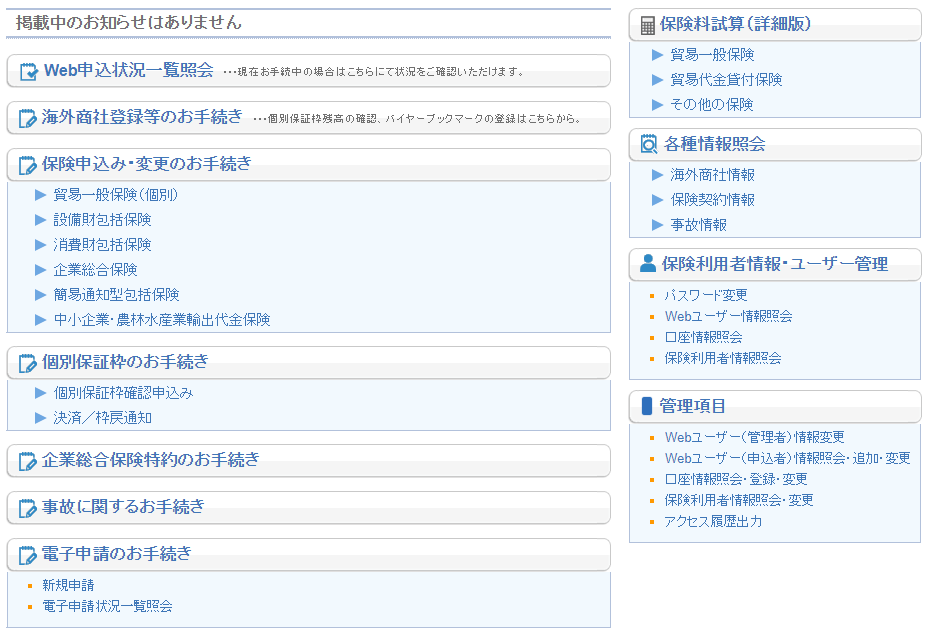 掲載中のお知らせはありません
Web申込状況一覧照会 …現在お手続中の場合はこちらにて状況をご確認いただけます。
海外商社登録等のお手続き …個別保証枠残高の確認、バイヤーブックマークの登録はこちらから。
保険申込み・変更のお手続き
貿易一般保険(個別)
設備財包括保険
消費財包括保険
企業総合保険
簡易通知型包括保険
中小企業・農林水産業輸出代金保険
個別保証枠のお手続き
個別保証枠確認申込み
決済／枠戻通知
企業総合保険特約のお手続き
事故に関するお手続き
電子申請のお手続き
新規申請
電子申請状況一覧照会
保険料試算(詳細版)
貿易一般保険
貿易代金貸付保険
その他の保険
各種情報照会
海外商社情報
保険契約情報
事故情報
保険利用者情報・ユーザー管理
パスワード変更
Webユーザー情報照会
口座情報照会
保険利用者情報照会
管理項目
Webユーザー(管理者)情報変更
Webユーザー(申込者)情報照会・追加・変更
口座情報照会・登録・変更
保険利用者情報照会・変更
アクセス履歴出力